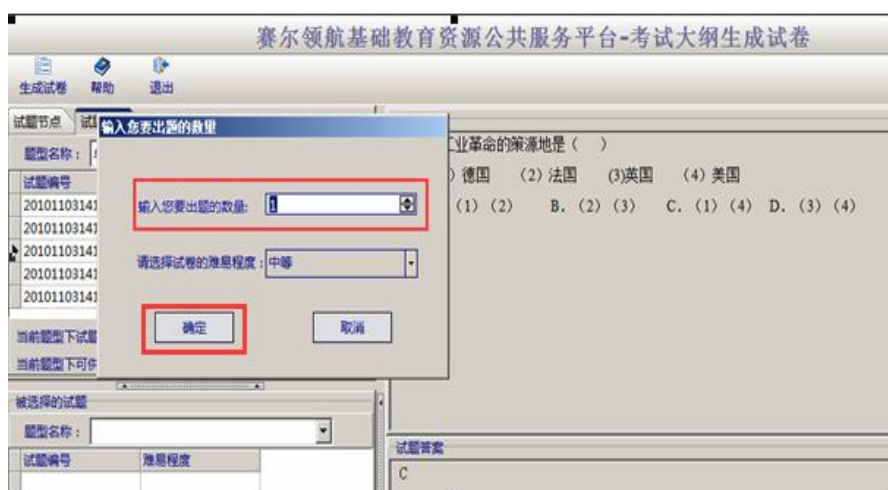 赛尔领航基础教育资源公共服务平台-考试大纲生成试卷
生成试卷 帮助 退出
试题节点
输入您要出题的数量
题型名称：
工业革命的策源地是（ ）
德国 （2）法国 (3)英国 （4）美国
（1）（2） B. （2）（3） C. （1）（4） D. （3）（4）
试题编号
20101103141
20101103141
20101103141
20101103141
20101103141
输入您要出题的数量: 1
请选择试卷的难易程度：中等
确定 取消
当前题型下试题
当前题型下可供
被选择的试题
题型名称：
试题编号 难易程度
试题答案
C